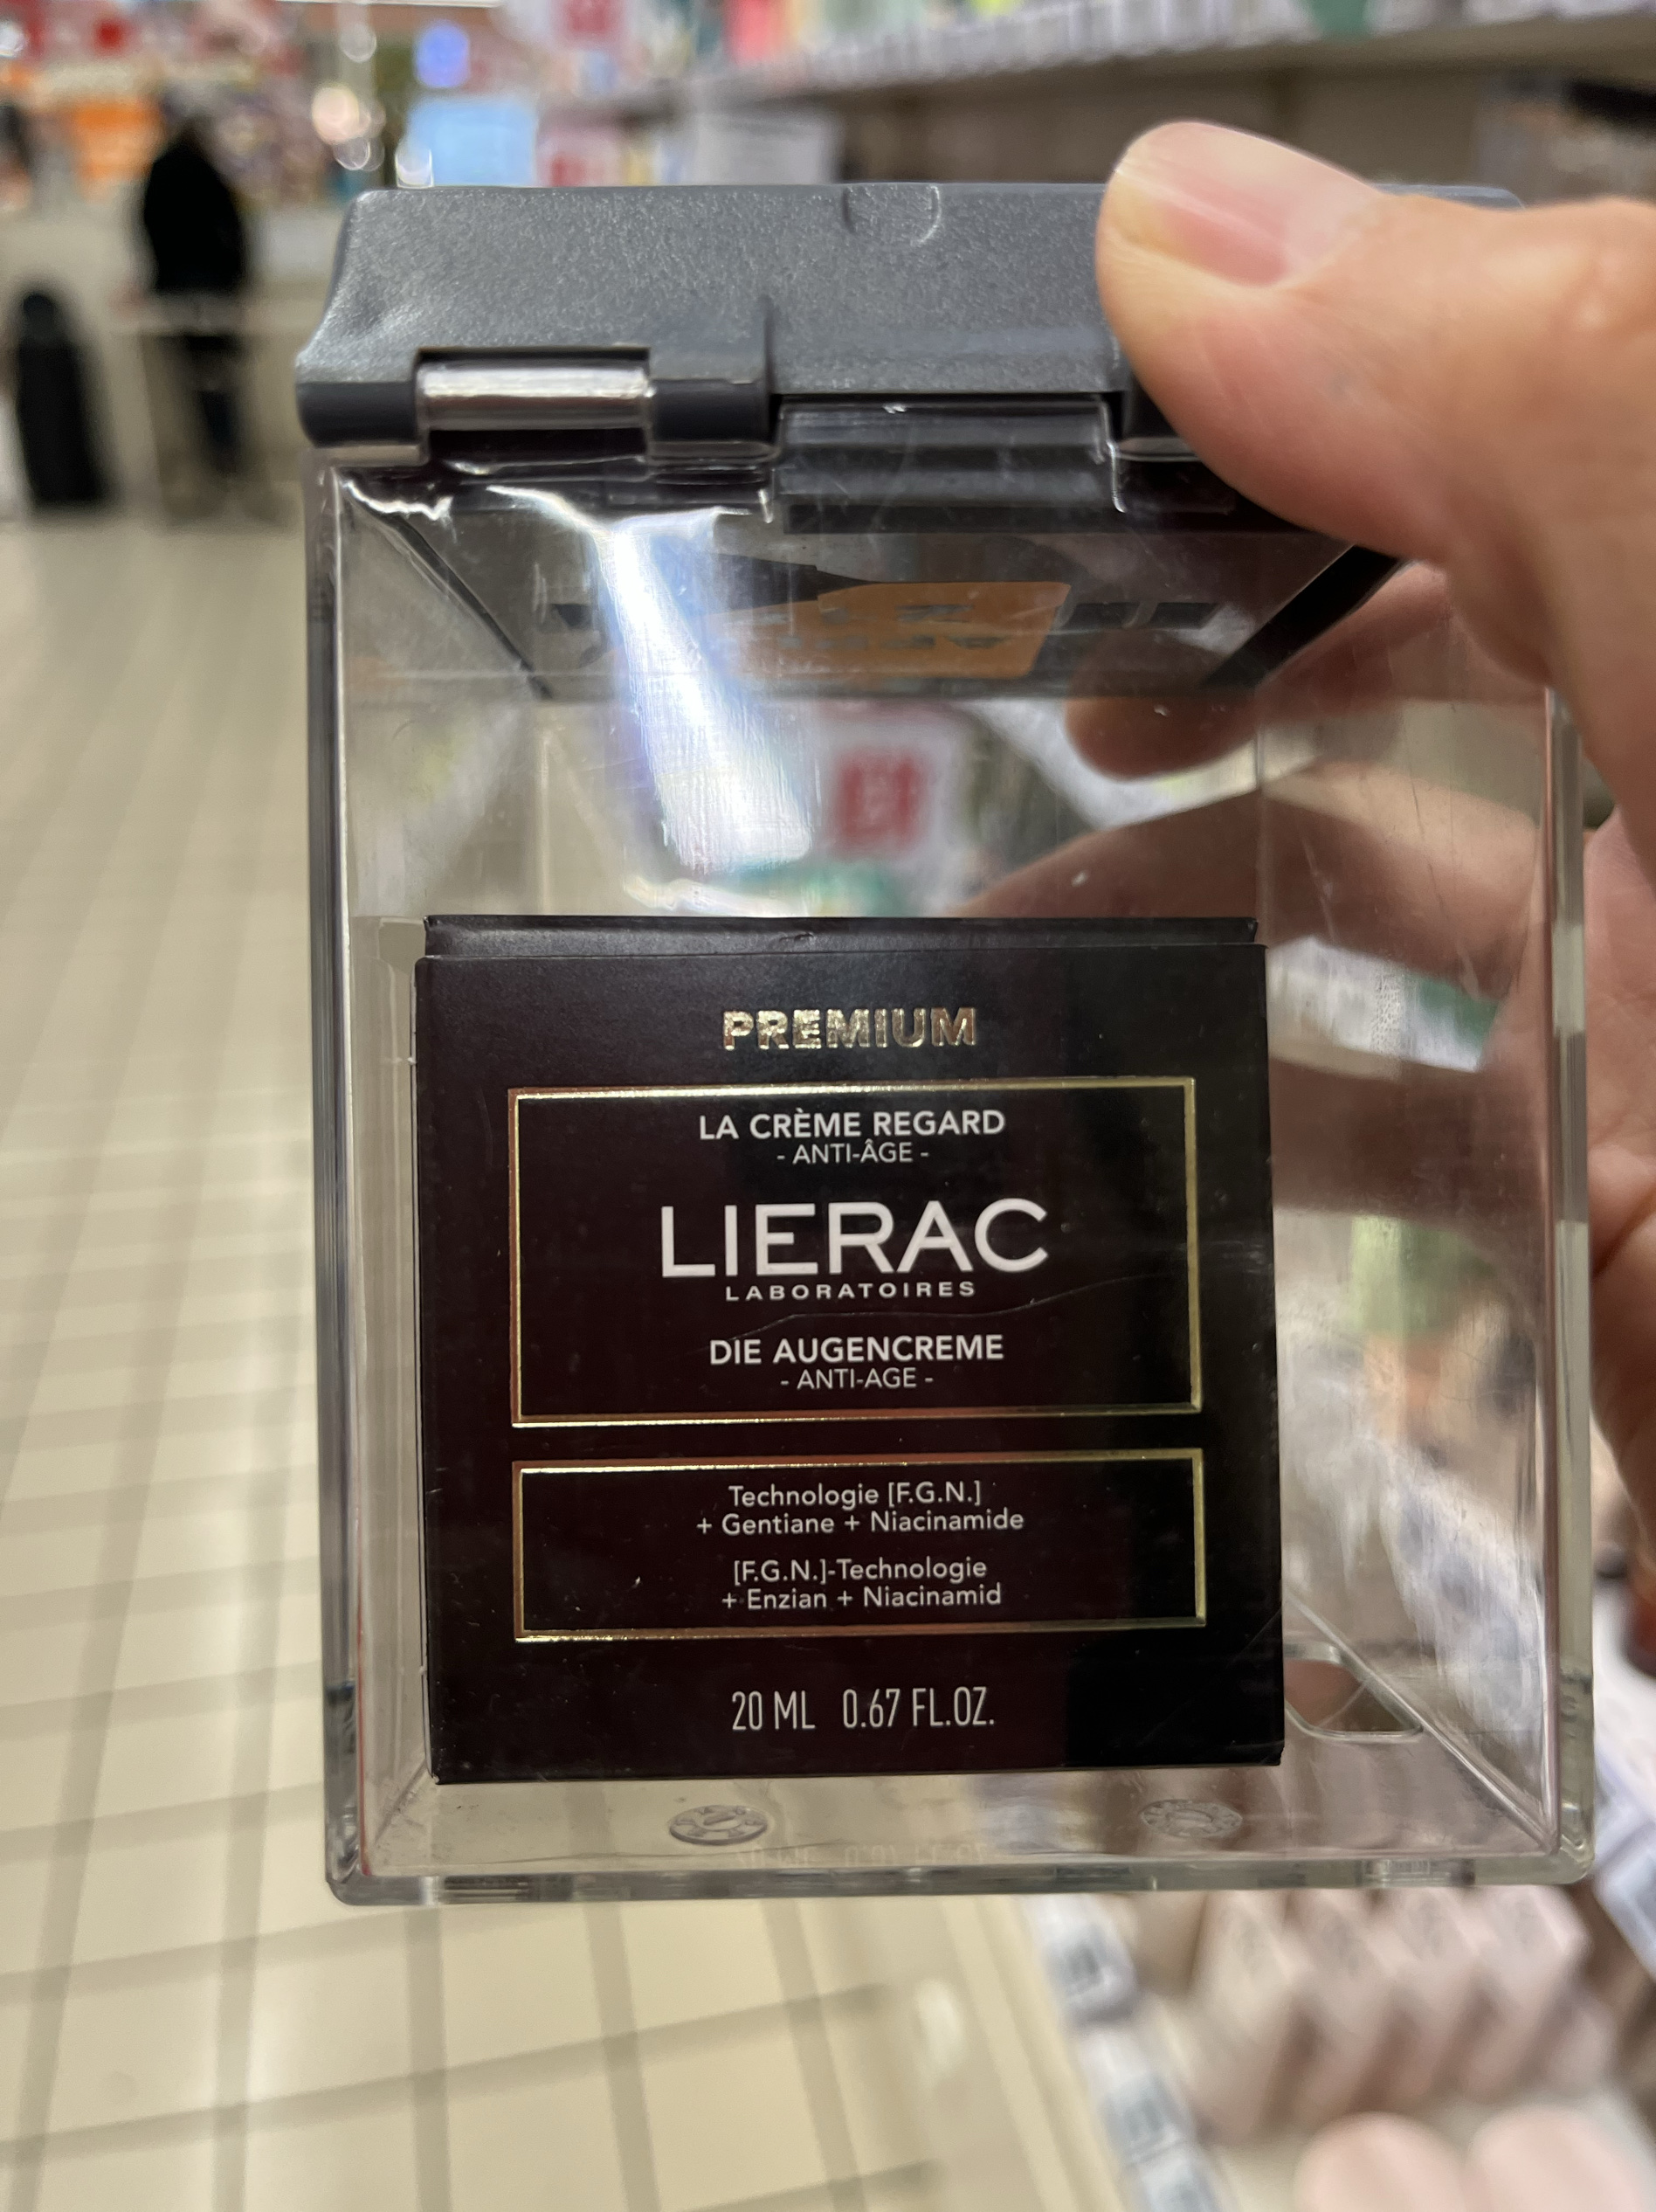 PREMIUM
LA CRÈME REGARD
- ANTI-ÂGE -
LIERAC
LABORATOIRES
DIE AUGENCREME
- ANTI-AGE -
Technologie [F.G.N.]
+ Gentiane + Niacinamide
[F.G.N.]-Technologie
+ Enzian + Niacinamid
20 ML 0.67 FL.OZ.